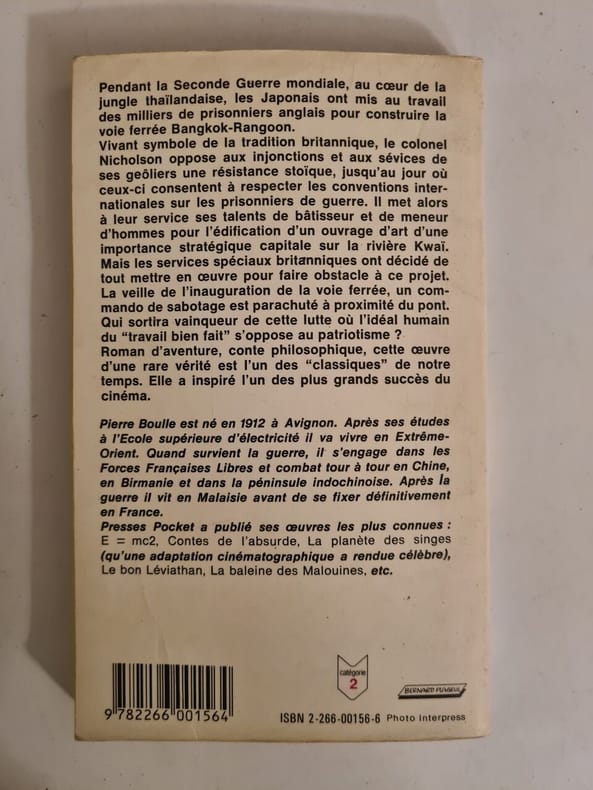 Pendant la Seconde Guerre mondiale, au cœur de la
jungle thaïlandaise, les Japonais ont mis au travail
des milliers de prisonniers anglais pour construire la
voie ferrée Bangkok-Rangoon.
Vivant symbole de la tradition britannique, le colonel
Nicholson oppose aux injonctions et aux sévices de
ses geôliers une résistance stoïque, jusqu'au jour où
ceux-ci consentent à respecter les conventions inter-
nationales sur les prisonniers de guerre. Il met alors
à leur service ses talents de bâtisseur et de meneur
d'hommes pour l'édification d'un ouvrage d'art d'une
importance stratégique capitale sur la rivière Kwaï.
Mais les services spéciaux britanniques ont décidé de
tout mettre en œuvre pour faire obstacle à ce projet.
La veille de l'inauguration de la voie ferrée, un com-
mando de sabotage est parachuté à proximité du pont.
Qui sortira vainqueur de cette lutte où l'idéal humain
du "travail bien fait" s'oppose au patriotisme ?
Roman d'aventure, conte philosophique, cette œuvre
d'une rare vérité est l'un des "classiques" de notre
temps. Elle a inspiré l'un des plus grands succès du
cinéma.
Pierre Boulle est né en 1912 à Avignon. Après ses études
à l'Ecole supérieure d'électricité il va vivre en Extrême-
Orient. Quand survient la guerre, il s'engage dans les
Forces Françaises Libres et combat tour à tour en Chine,
en Birmanie et dans la péninsule indochinoise. Après la
guerre il vit en Malaisie avant de se fixer définitivement
en France.
Presses Pocket a publié ses œuvres les plus connues :
E = mc2, Contes de l'absurde, La planète des singes
(qu'une adaptation cinématographique a rendue célèbre),
Le bon Léviathan, La baleine des Malouines, etc.
catégorie
2
9 782266 001564
ISBN 2-266-00156-6 Photo Interpress